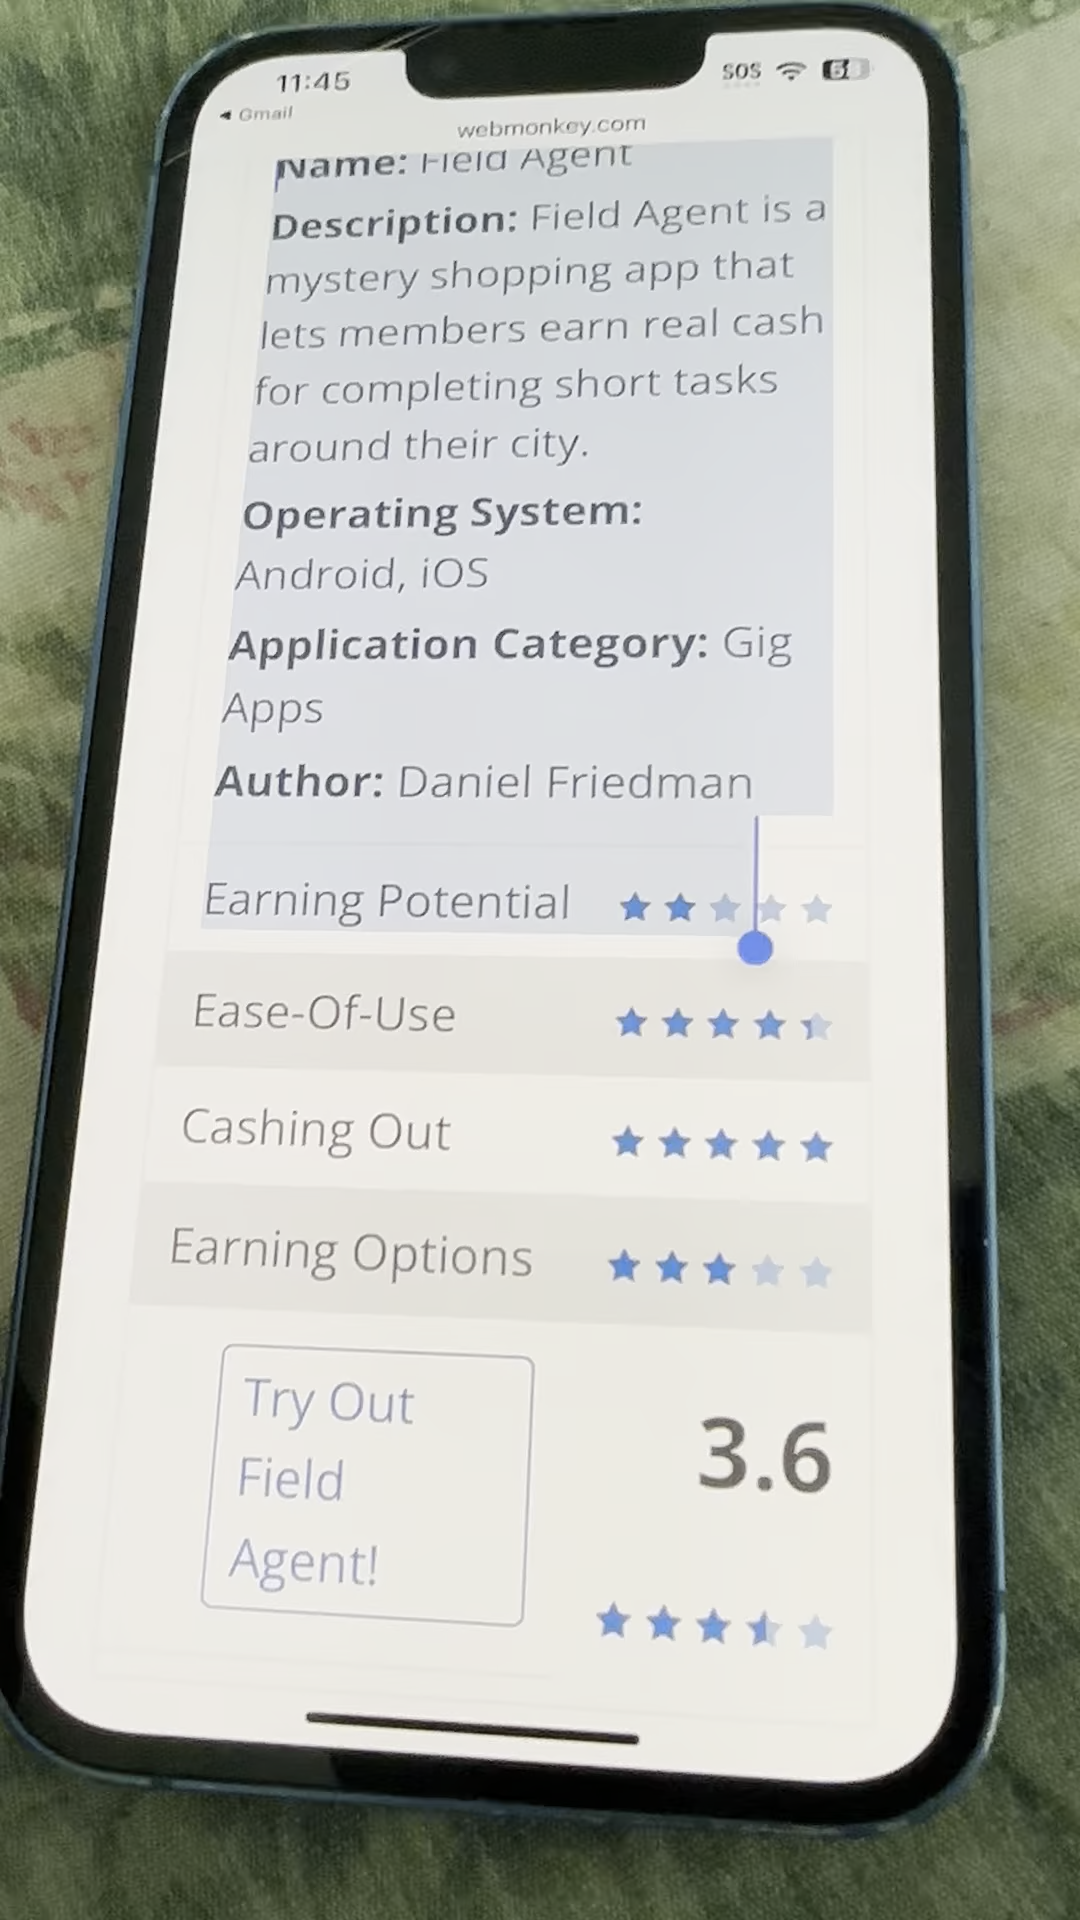 11:45
SOS
Gmail
webmonkey.com
Name: Field Agent
Description: Field Agent is a
mystery shopping app that
lets members earn real cash
for completing short tasks
around their city.
Operating System:
Android, iOS
Application Category: Gig
Apps
Author: Daniel Friedman
Earning Potential
Ease-Of-Use
Cashing Out
Earning Options
Try Out
Field
Agent!
3.6